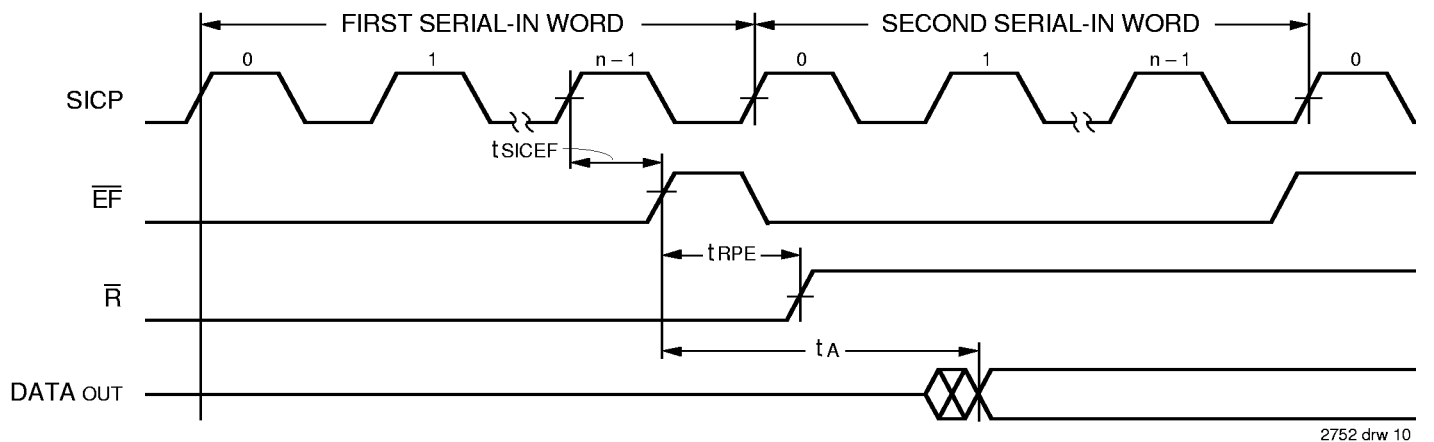 FIRST SERIAL-IN WORD SECOND SERIAL-IN WORD
0 1 n – 1 0 1 n – 1 0
SICP
tSICEF
EF
tRPE
R
tA
DATA OUT
2752 drw 10